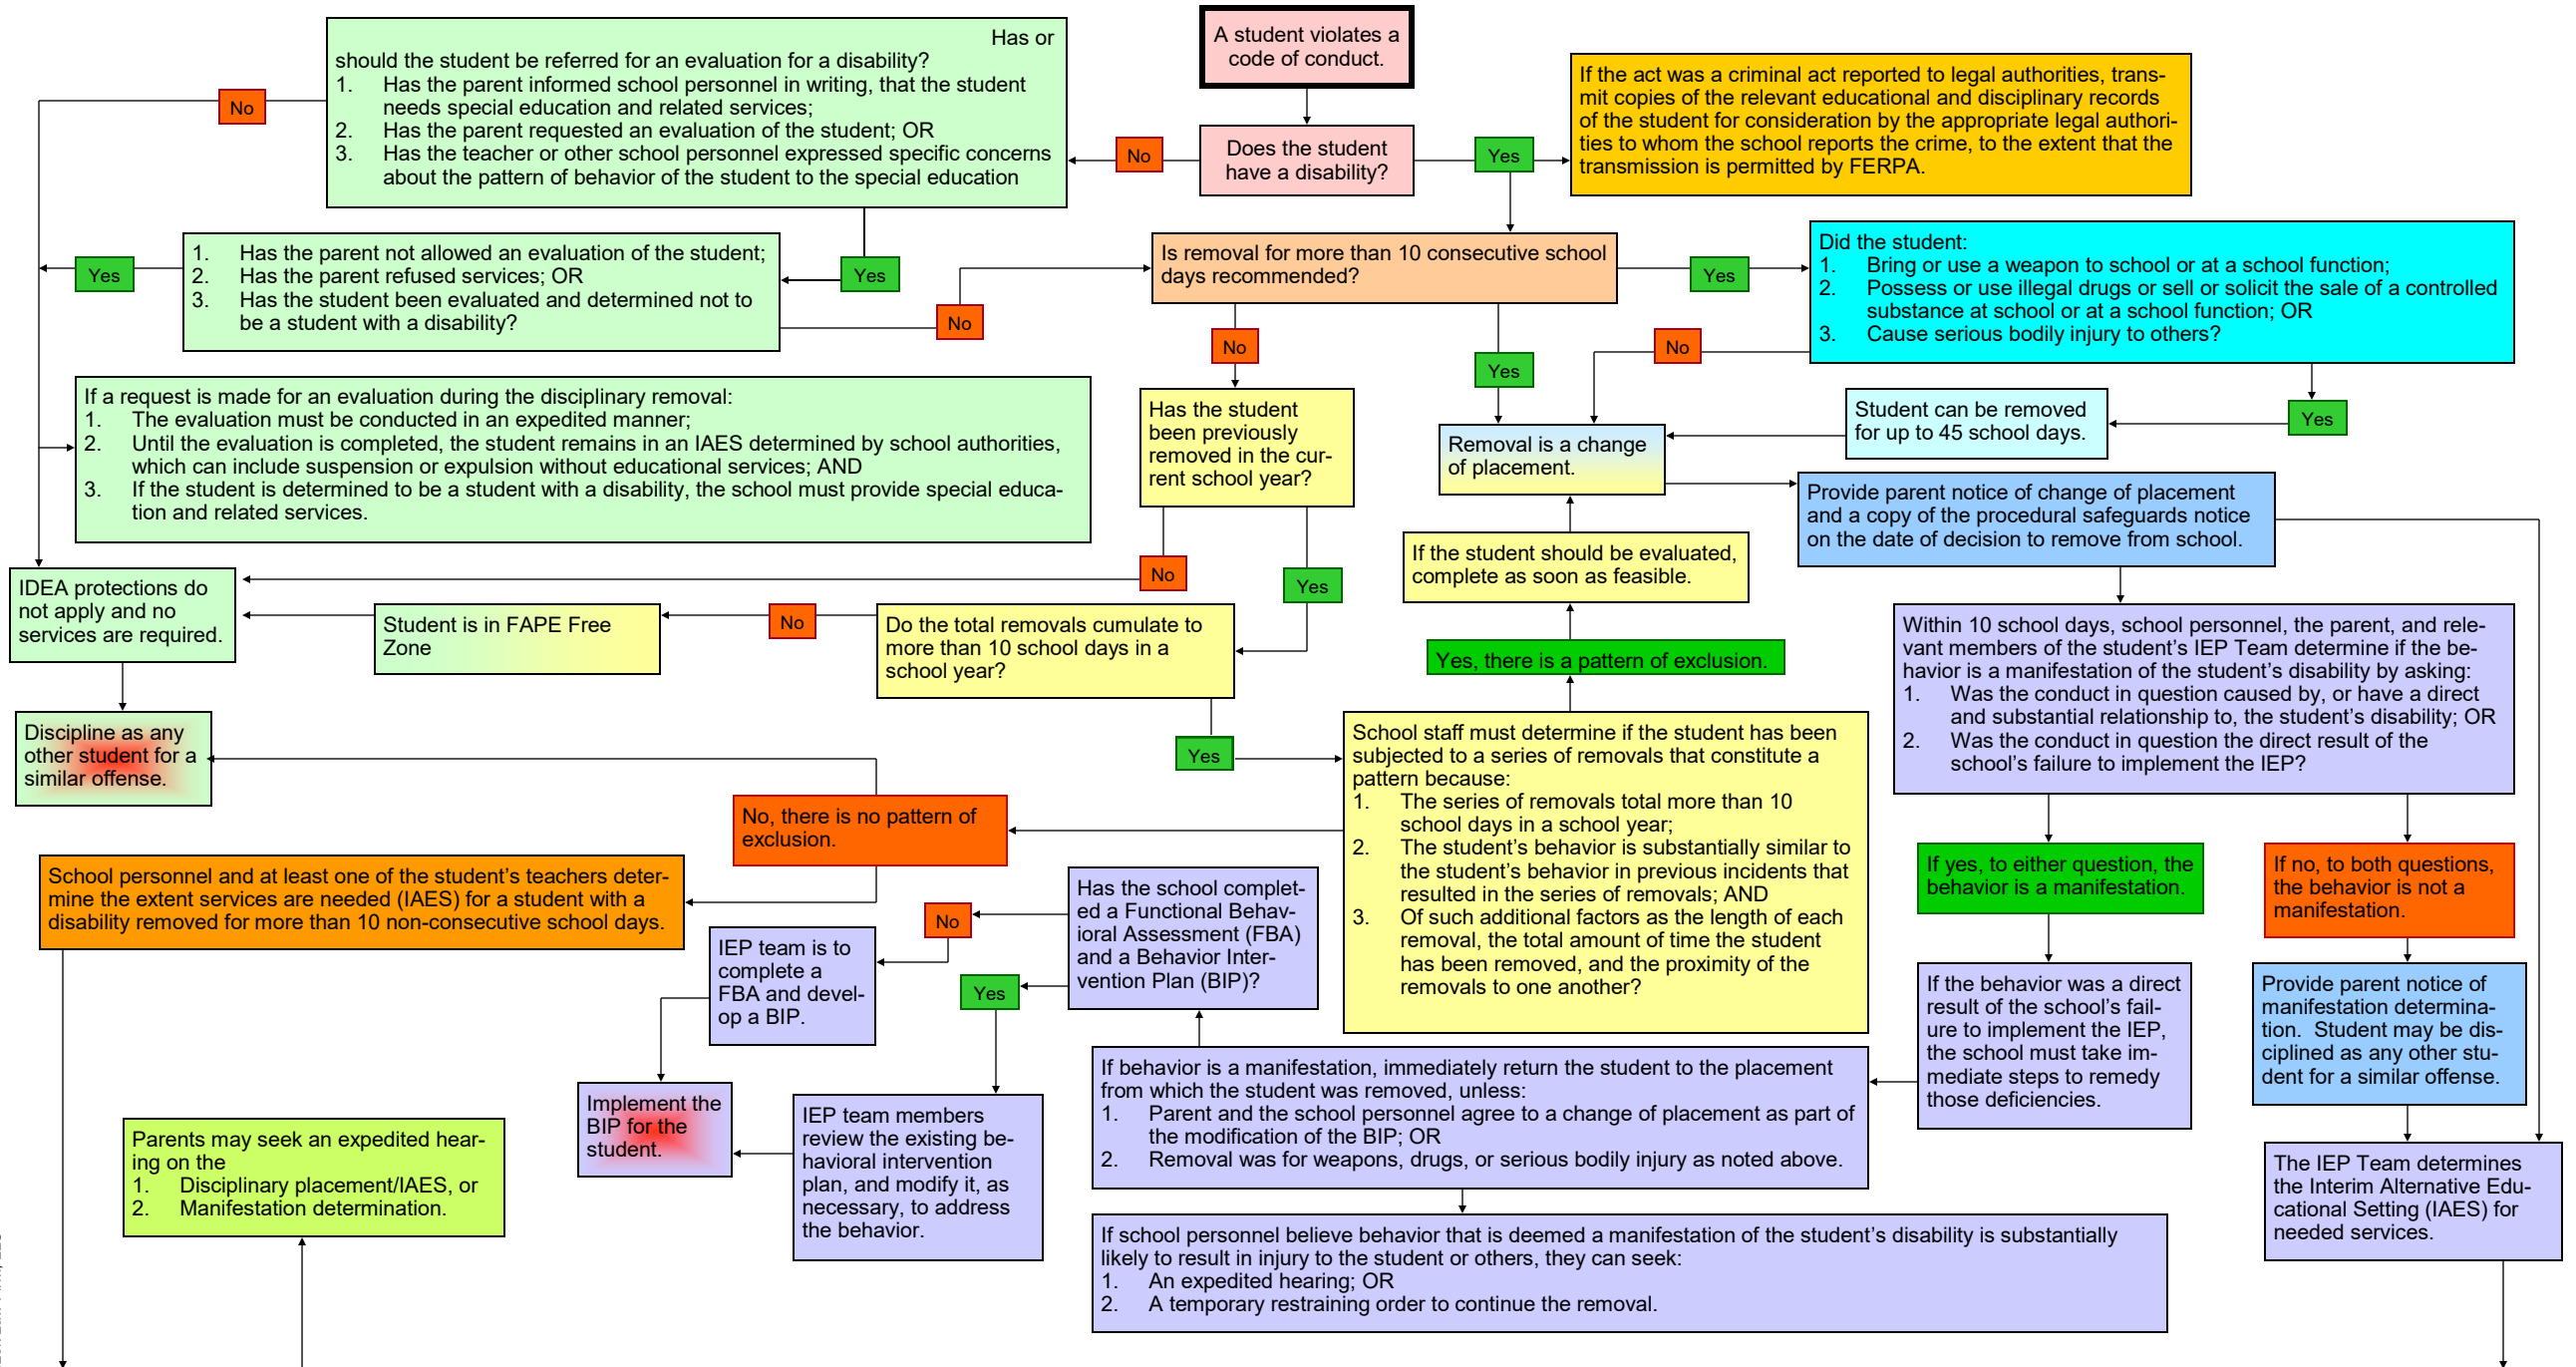 A student violates a
code of conduct.
Does the student
have a disability?
No
Yes
If the act was a criminal act reported to legal authorities, trans-
mit copies of the relevant educational and disciplinary records
of the student for consideration by the appropriate legal authori-
ties to whom the school reports the crime, to the extent that the
transmission is permitted by FERPA.
Has or
should the student be referred for an evaluation for a disability?
1. Has the parent informed school personnel in writing, that the student
needs special education and related services;
2. Has the parent requested an evaluation of the student; OR
3. Has the teacher or other school personnel expressed specific concerns
about the pattern of behavior of the student to the special education
No
Yes
1. Has the parent not allowed an evaluation of the student;
2. Has the parent refused services; OR
3. Has the student been evaluated and determined not to
be a student with a disability?
Yes
No
Is removal for more than 10 consecutive school
days recommended?
Yes
No
Yes
Did the student:
1. Bring or use a weapon to school or at a school function;
2. Possess or use illegal drugs or sell or solicit the sale of a controlled
substance at school or at a school function; OR
3. Cause serious bodily injury to others?
No
Yes
Student can be removed
for up to 45 school days.
Removal is a change
of placement.
If a request is made for an evaluation during the disciplinary removal:
1. The evaluation must be conducted in an expedited manner;
2. Until the evaluation is completed, the student remains in an IAES determined by school authorities,
which can include suspension or expulsion without educational services; AND
3. If the student is determined to be a student with a disability, the school must provide special educa-
tion and related services.
Has the student
been previously
removed in the cur-
rent school year?
No
Yes
Provide parent notice of change of placement
and a copy of the procedural safeguards notice
on the date of decision to remove from school.
If the student should be evaluated,
complete as soon as feasible.
Yes, there is a pattern of exclusion.
IDEA protections do
not apply and no
services are required.
Student is in FAPE Free
Zone
No
Do the total removals cumulate to
more than 10 school days in a
school year?
Yes
Within 10 school days, school personnel, the parent, and rele-
vant members of the student’s IEP Team determine if the be-
havior is a manifestation of the student’s disability by asking:
1. Was the conduct in question caused by, or have a direct
and substantial relationship to, the student’s disability; OR
2. Was the conduct in question the direct result of the
school’s failure to implement the IEP?
Discipline as any
other student for a
similar offense.
School staff must determine if the student has been
subjected to a series of removals that constitute a
pattern because:
1. The series of removals total more than 10
school days in a school year;
2. The student’s behavior is substantially similar to
the student’s behavior in previous incidents that
resulted in the series of removals; AND
3. Of such additional factors as the length of each
removal, the total amount of time the student
has been removed, and the proximity of the
removals to one another?
No, there is no pattern of
exclusion.
School personnel and at least one of the student’s teachers deter-
mine the extent services are needed (IAES) for a student with a
disability removed for more than 10 non-consecutive school days.
Has the school complet-
ed a Functional Behav-
ioral Assessment (FBA)
and a Behavior Inter-
vention Plan (BIP)?
No
Yes
IEP team is to
complete a
FBA and devel-
op a BIP.
If yes, to either question, the
behavior is a manifestation.
If no, to both questions,
the behavior is not a
manifestation.
If the behavior was a direct
result of the school’s fail-
ure to implement the IEP,
the school must take im-
mediate steps to remedy
those deficiencies.
Provide parent notice of
manifestation determina-
tion.  Student may be dis-
ciplined as any other stu-
dent for a similar offense.
If behavior is a manifestation, immediately return the student to the placement
from which the student was removed, unless:
1. Parent and the school personnel agree to a change of placement as part of
the modification of the BIP; OR
2. Removal was for weapons, drugs, or serious bodily injury as noted above.
Implement the
BIP for the
student.
IEP team members
review the existing be-
havioral intervention
plan, and modify it, as
necessary, to address
the behavior.
Parents may seek an expedited hear-
ing on the
1. Disciplinary placement/IAES, or
2. Manifestation determination.
The IEP Team determines
the Interim Alternative Edu-
cational Setting (IAES) for
needed services.
If school personnel believe behavior that is deemed a manifestation of the student’s disability is substantially
likely to result in injury to the student or others, they can seek:
1. An expedited hearing; OR
2. A temporary restraining order to continue the removal.